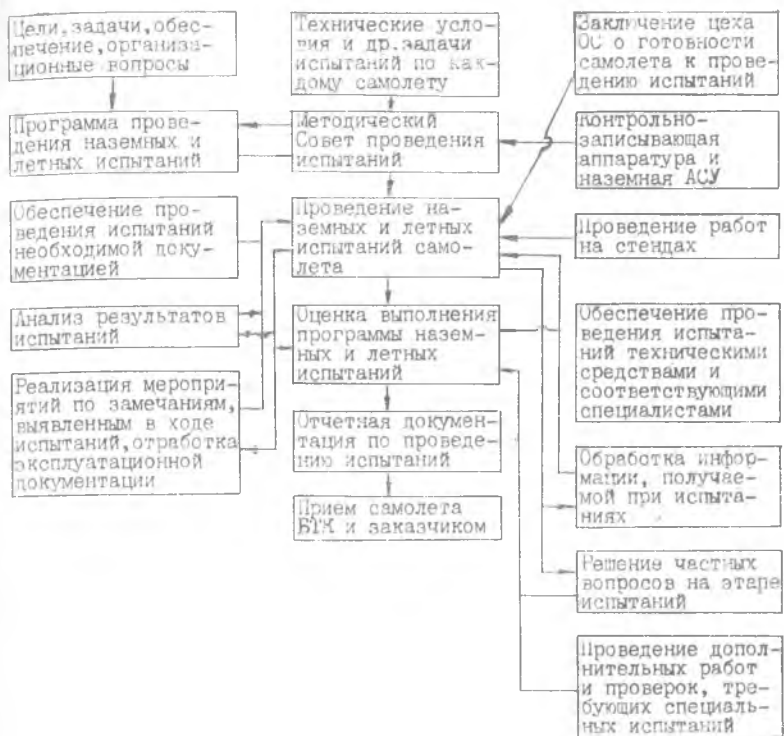 Цели,задачи,обес-
печение,организа-
ционные вопросы
Программа прове-
дения наземных и
летных испытаний
Обеспечение про-
ведения испытаний
необходимой доку-
ментацией
Анализ результатов
испытаний
Реализация меропри-
ятий по замечаниям,
выявленным в ходе
испытаний,отработка
эксплуатационной
документации
Технические усло-
вия и др.задачи
испытаний по каж-
дому самолету
Методический
Совет проведения
испытаний
Проведение на-
земных и летных
испытаний само-
лета
Оценка выполнения
программы назем-
ных и летных
испытаний
Отчетная докумен-
тация по проведе-
нию испытаний
Прием самолета
БТК и заказчиком
Заключение цеха
ОС о готовности
самолета к прове-
дению испытаний
Контрольно-
записывающая
аппаратура и
наземная АСУ
Проведение работ
на стендах
Обеспечение про-
ведения испыта-
ний техническими
средствами и
соответствующими
специалистами
Обработка инфор-
мации, получае-
мой при испыта-
ниях
Решение частных
вопросов на этапе
испытаний
Проведение допол-
нительных работ
и проверок, тре-
бующих специаль-
ных испытаний